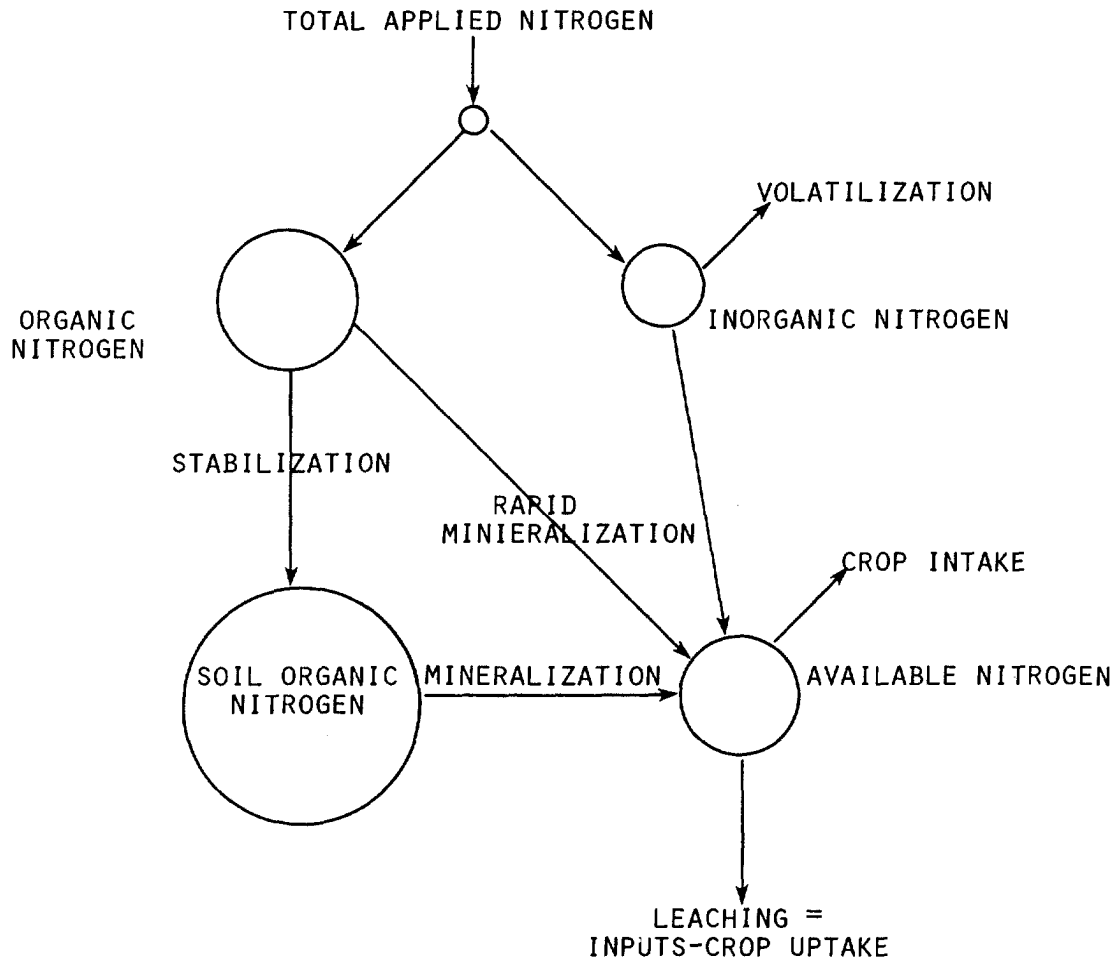 TOTAL APPLIED NITROGEN
VOLATILIZATION
INORGANIC NITROGEN
ORGANIC
NITROGEN
STABILIZATION
RAPID
MINIERALIZATION
CROP INTAKE
SOIL ORGANIC
NITROGEN
MINERALIZATION
AVAILABLE NITROGEN
LEACHING =
INPUTS-CROP UPTAKE